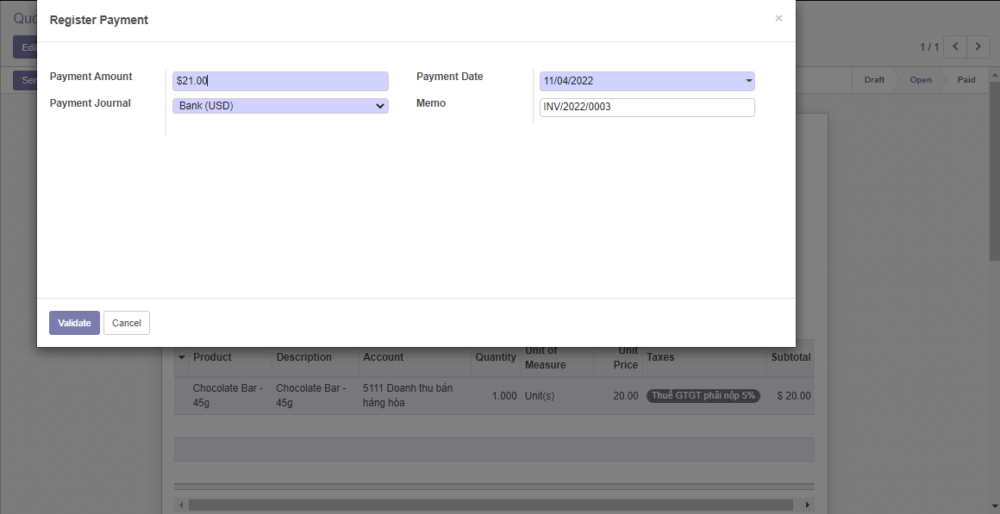 Quo
Register Payment
×
Edi
1 / 1
Sen
Draft
Open
Paid
Payment Amount
$21.00
Payment Date
11/04/2022
Payment Journal
Bank (USD)
Memo
INV/2022/0003
Validate
Cancel
Product
Description
Account
Quantity
Unit of
Measure
Unit
Price
Taxes
Subtotal
Chocolate Bar -
45g
Chocolate Bar -
45g
5111 Doanh thu bán
hàng hóa
1.000
Unit(s)
20.00
Thuế GTGT phải nộp 5%
$ 20.00